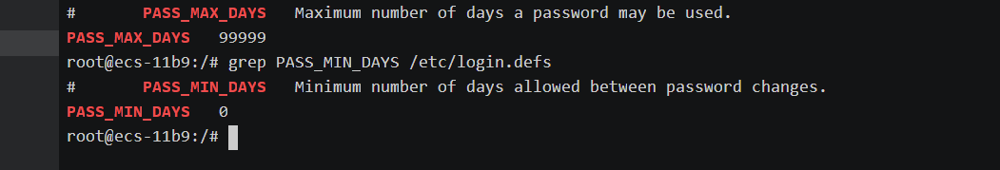 #        PASS_MAX_DAYS   Maximum number of days a password may be used.
PASS_MAX_DAYS   99999
root@ecs-11b9:/# grep PASS_MIN_DAYS /etc/login.defs
#        PASS_MIN_DAYS   Minimum number of days allowed between password changes.
PASS_MIN_DAYS   0
root@ecs-11b9:/#